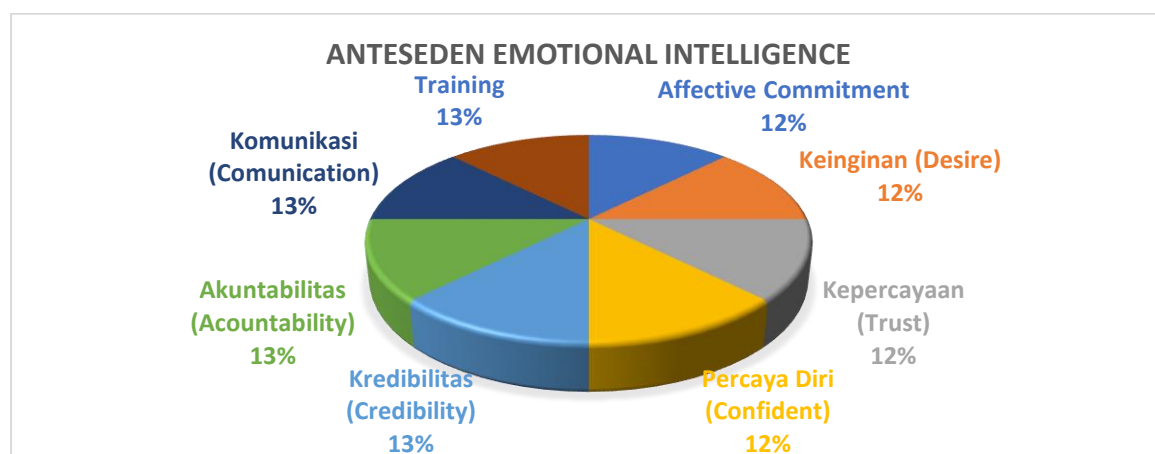 ANTESEDEN EMOTIONAL INTELLIGENCE
Training
13%
Affective Commitment
12%
Komunikasi
(Comunication)
13%
Keinginan (Desire)
12%
Akuntabilitas
(Acountability)
13%
Kepercayaan
(Trust)
12%
Kredibilitas
(Credibility)
13%
Percaya Diri
(Confident)
12%